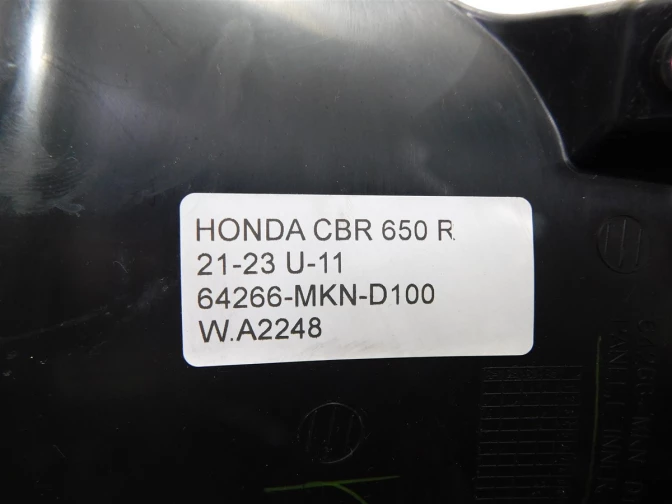 HONDA CBR 650 R
21-23 U-11
64266-MKN-D100
W.A2248